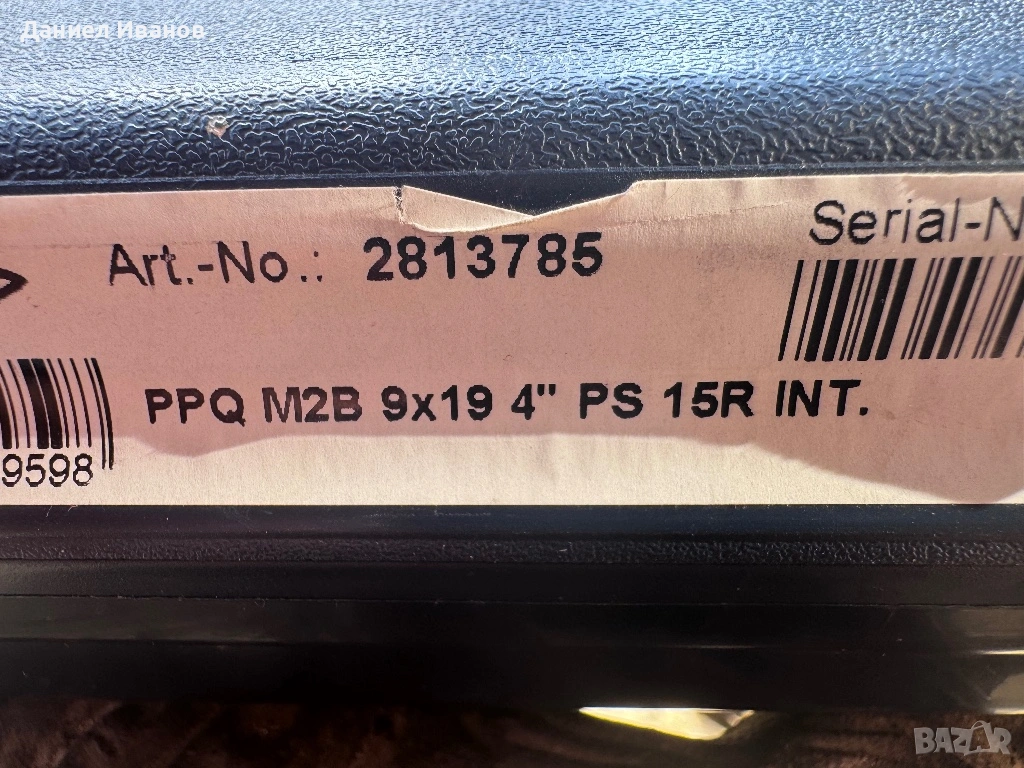 Даниел Иванов
Serial-N
Art.-No.: 2813785
PPQ M2B 9x19 4" PS 15R INT.
9598
BAZAR